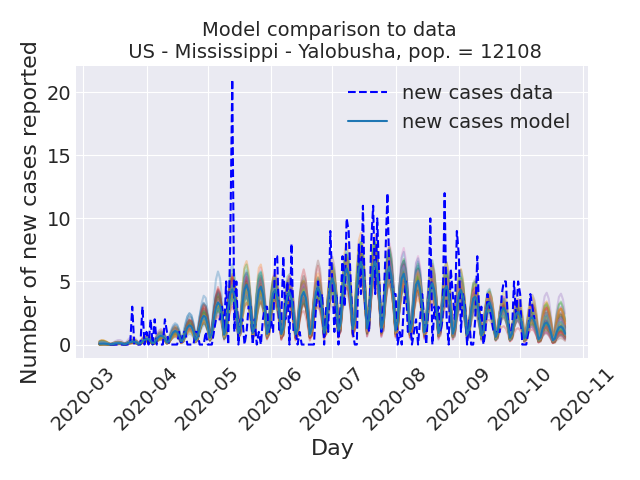 Model comparison to data
US - Mississippi - Yalobusha, pop. = 12108
Number of new cases reported
20
15
10
5
0
new cases data
new cases model
2020-03
2020-04
2020-05
2020-06
2020-07
2020-08
2020-09
2020-10
2020-11
Day